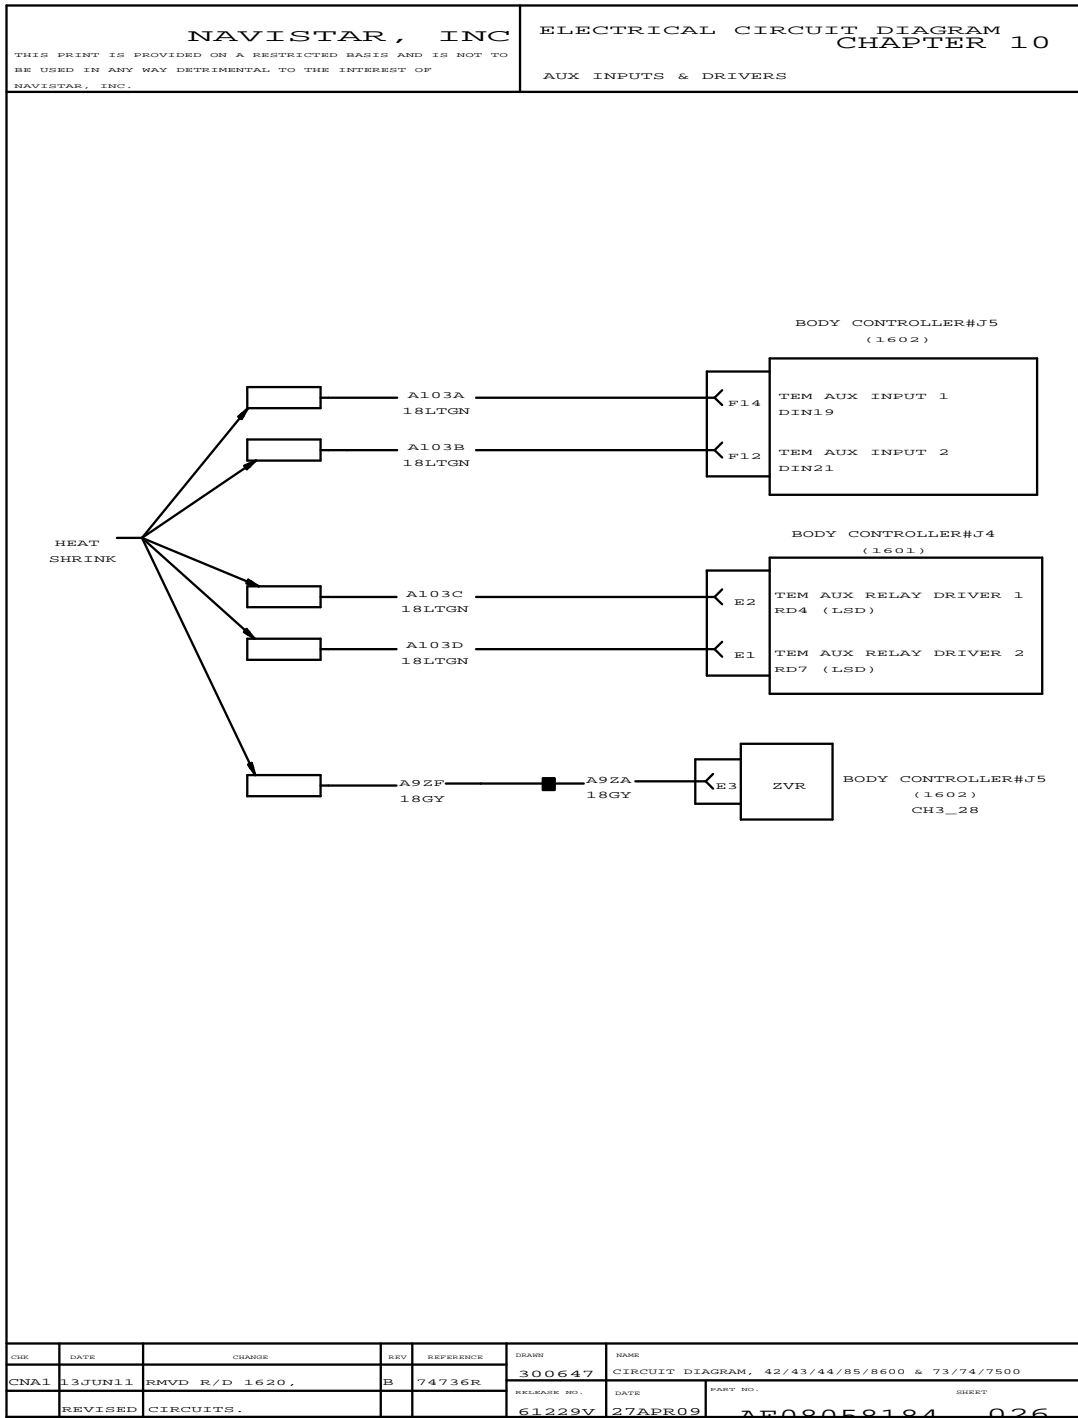 NAVISTAR, INC
THIS PRINT IS PROVIDED ON A RESTRICTED BASIS AND IS NOT TO
BE USED IN ANY WAY DETRIMENTAL TO THE INTEREST OF
NAVISTAR, INC.
ELECTRICAL CIRCUIT DIAGRAM
CHAPTER 10
AUX INPUTS & DRIVERS
BODY CONTROLLER#J5
(1602)
A103A
18LTGN
F14
TEM AUX INPUT 1
DIN19
A103B
18LTGN
F12
TEM AUX INPUT 2
DIN21
HEAT
SHRINK
BODY CONTROLLER#J4
(1601)
A103C
18LTGN
E2
TEM AUX RELAY DRIVER 1
RD4 (LSD)
A103D
18LTGN
E1
TEM AUX RELAY DRIVER 2
RD7 (LSD)
A9ZF
18GY
A9ZA
18GY
E3
ZVR
BODY CONTROLLER#J5
(1602)
CH3_28
CHK DATE CHANGE REV REFERENCE
CNA1 13JUN11 RMVD R/D 1620, B 74736R
REVISED CIRCUITS.
DRAWN
300647
NAME
CIRCUIT DIAGRAM, 42/43/44/85/8600 & 73/74/7500
RELEASE NO.
61229V
DATE
27APR09
PART NO.
AF08058184
SHEET
026